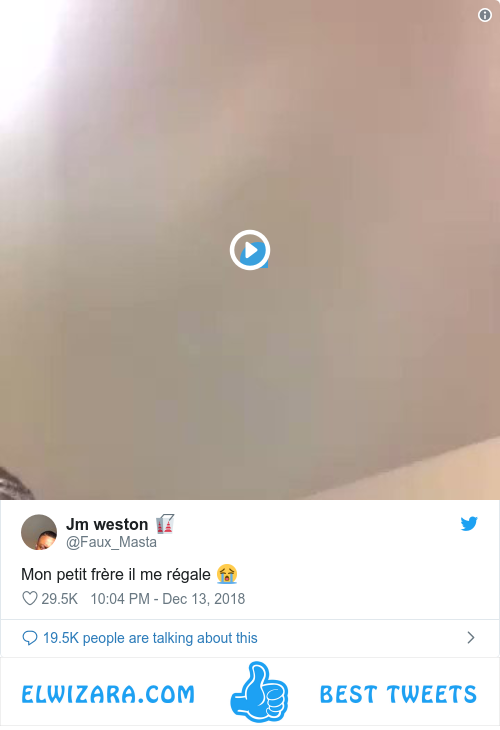 Jm weston
@Faux_Masta
Mon petit frère il me régale 😭
29.5K 10:04 PM - Dec 13, 2018
19.5K people are talking about this
ELWIZARA.COM BEST TWEETS